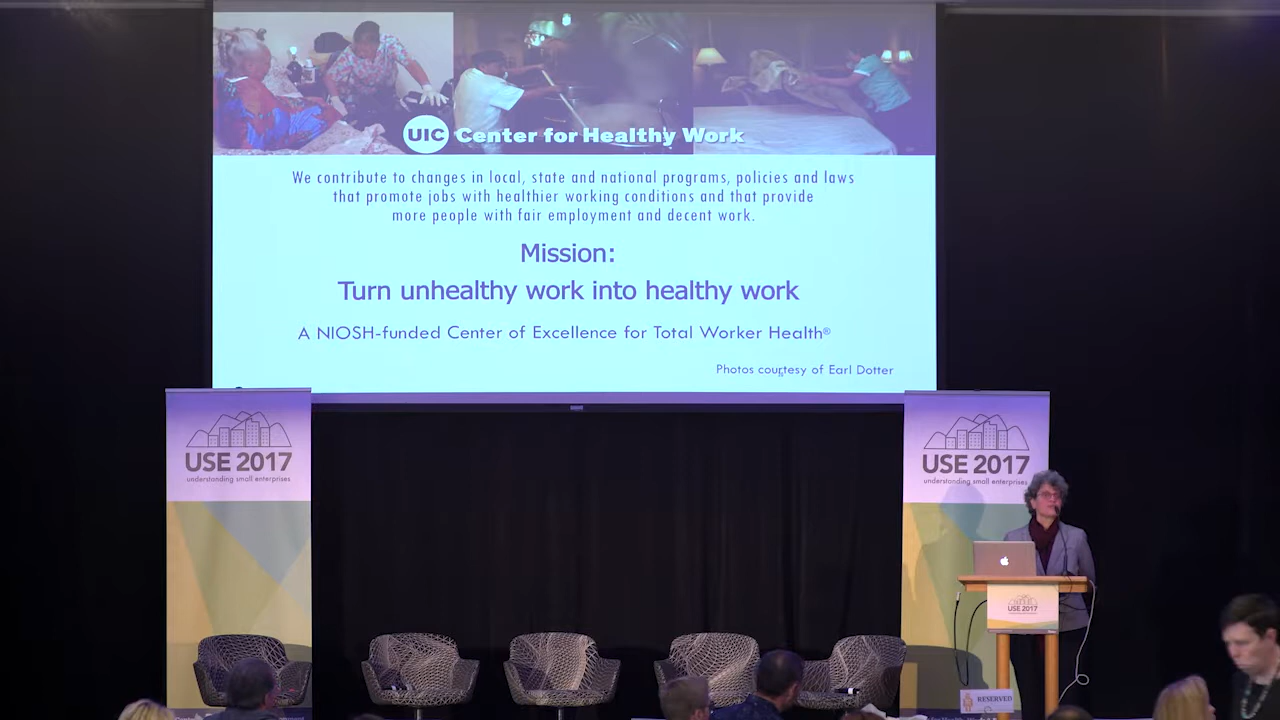 UIC Center for Healthy Work
We contribute to changes in local, state and national programs, policies and laws
that promote jobs with healthier working conditions and that provide
more people with fair employment and decent work.
Mission:
Turn unhealthy work into healthy work
A NIOSH-funded Center of Excellence for Total Worker Health®
Photos courtesy of Earl Dotter
USE 2017
understanding small enterprises
USE 2017
understanding small enterprises
USE 2017
RESERVED